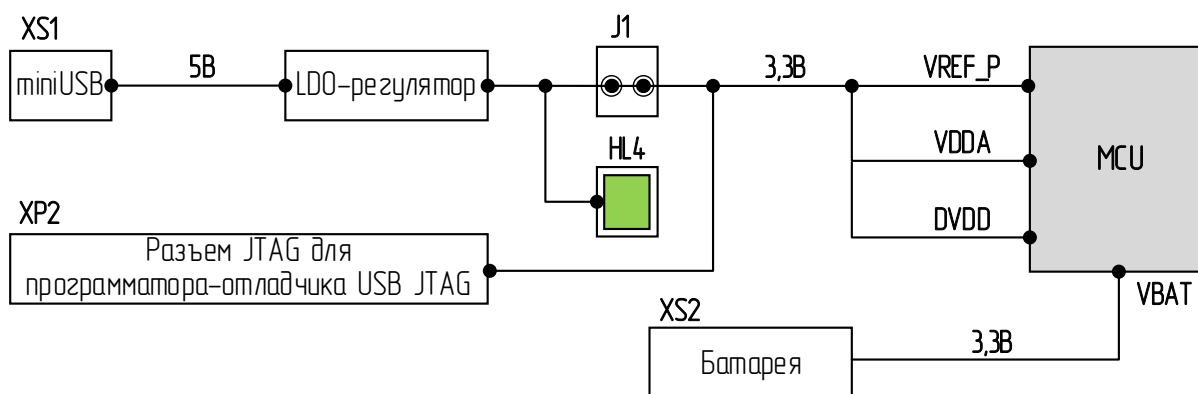 XS1
miniUSB
5В
LDO-регулятор
J1
HL4
3,3В
VREF_P
VDDA
DVDD
MCU
XP2
Разъем JTAG для
программатора-отладчика USB JTAG
VBAT
XS2
Батарея
3,3В